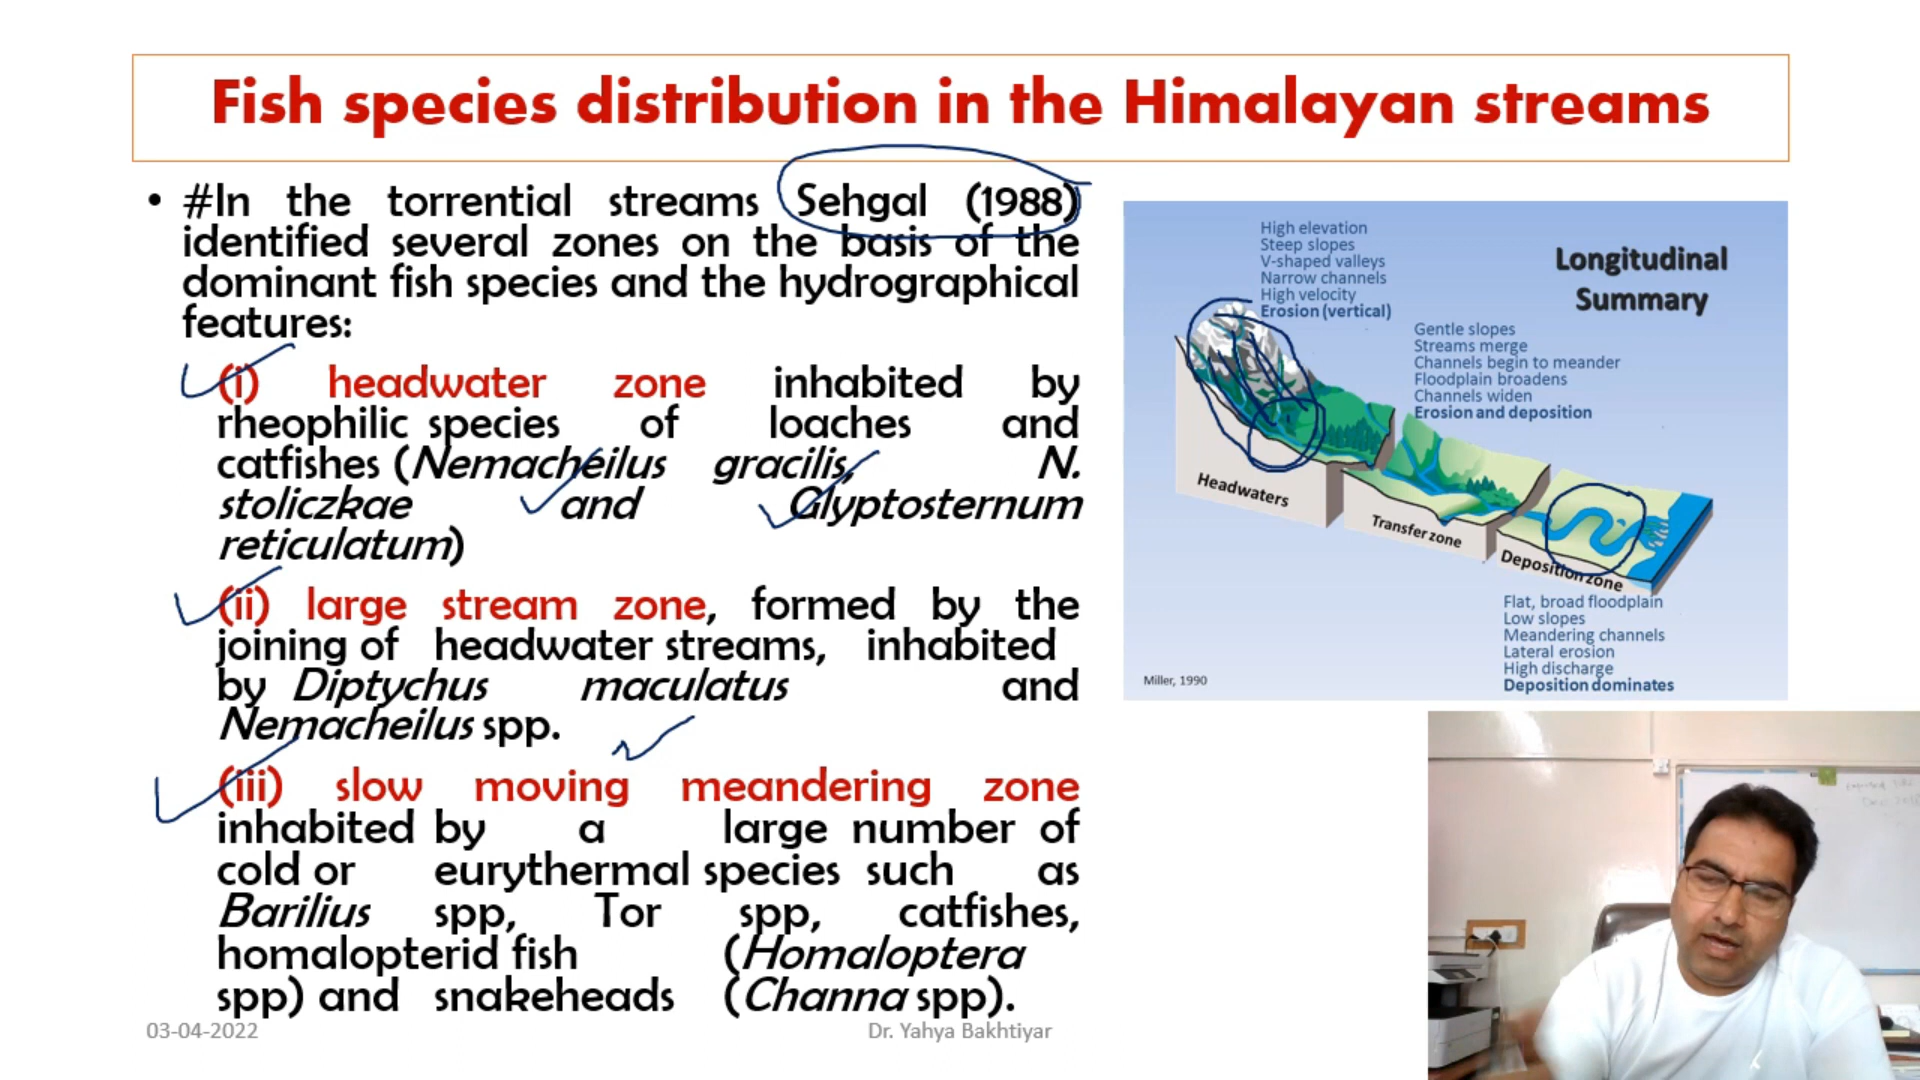 Fish species distribution in the Himalayan streams
• #In the torrential streams Sehgal (1988)
identified several zones on the basis of the
dominant fish species and the hydrographical
features:
(i) headwater zone inhabited by
rheophilic species of loaches and
catfishes (Nemacheilus gracilis, N.
stoliczkae and Glyptosternum
reticulatum)
(ii) large stream zone, formed by the
joining of headwater streams, inhabited
by Diptychus maculatus and
Nemacheilus spp.
(iii) slow moving meandering zone
inhabited by a large number of
cold or eurythermal species such as
Barilius spp, Tor spp, catfishes,
homalopterid fish (Homaloptera
spp) and snakeheads (Channa spp).
High elevation
Steep slopes
V-shaped valleys
Narrow channels
High velocity
Erosion (vertical)
Longitudinal
Summary
Gentle slopes
Streams merge
Channels begin to meander
Floodplain broadens
Channels widen
Erosion and deposition
Headwaters
Transfer zone
Deposition zone
Flat, broad floodplain
Low slopes
Meandering channels
Lateral erosion
High discharge
Deposition dominates
Miller, 1990
03-04-2022
Dr. Yahya Bakhtiyar